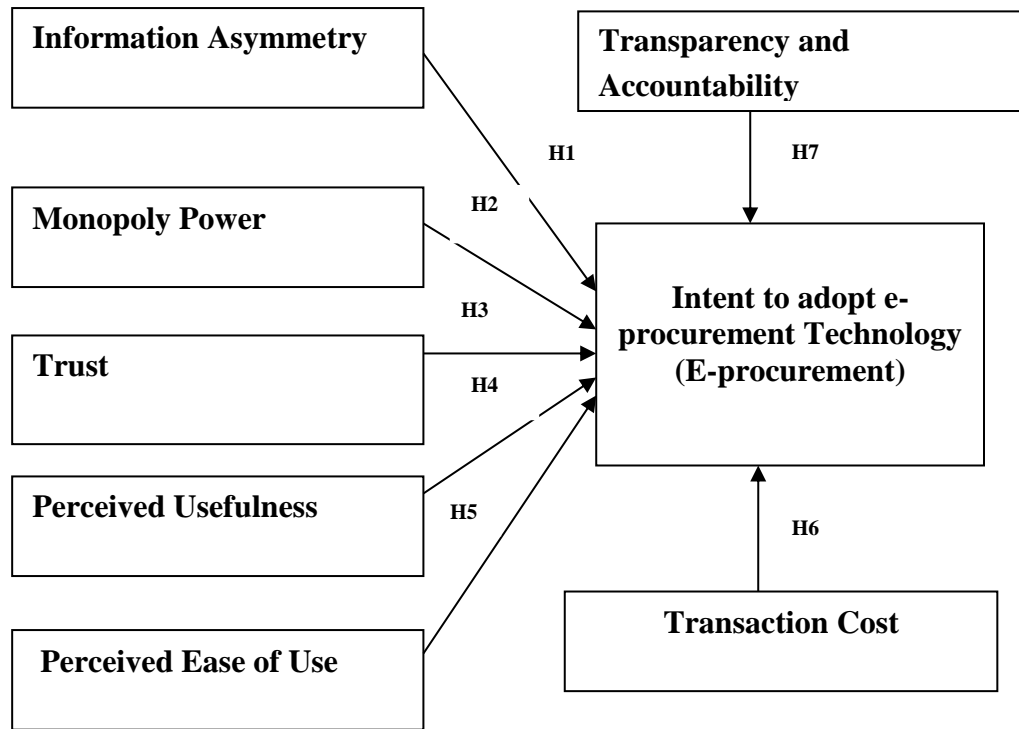 Information Asymmetry
Transparency and
Accountability
H1
H7
H2
Monopoly Power
Intent to adopt e-
procurement Technology
(E-procurement)
H3
Trust
H4
Perceived Usefulness
H5
H6
Transaction Cost
Perceived Ease of Use